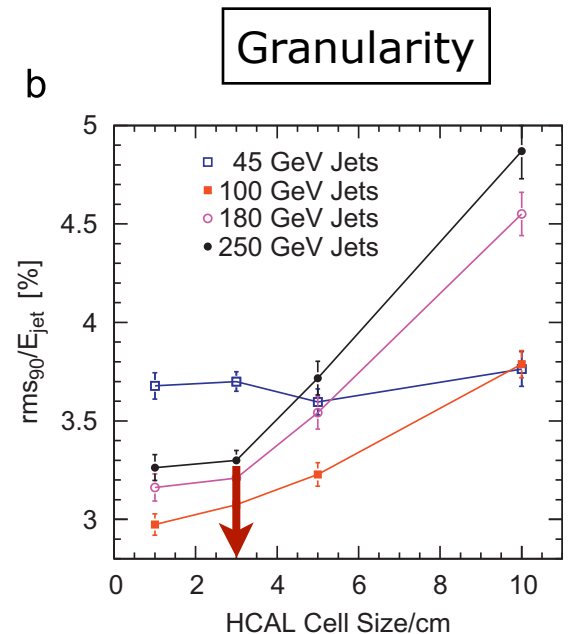 Granularity
b
45 GeV Jets
100 GeV Jets
180 GeV Jets
250 GeV Jets
rms90/Ejet [%]
5
4.5
4
3.5
3
0 2 4 6 8 10
HCAL Cell Size/cm